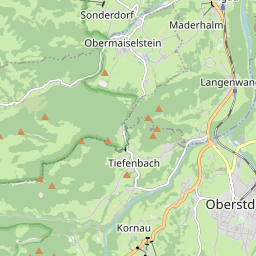 Sonderdorf
Maderhalm
Obermaiselstein
Langenwang
Tiefenbach
Oberstd
Kornau